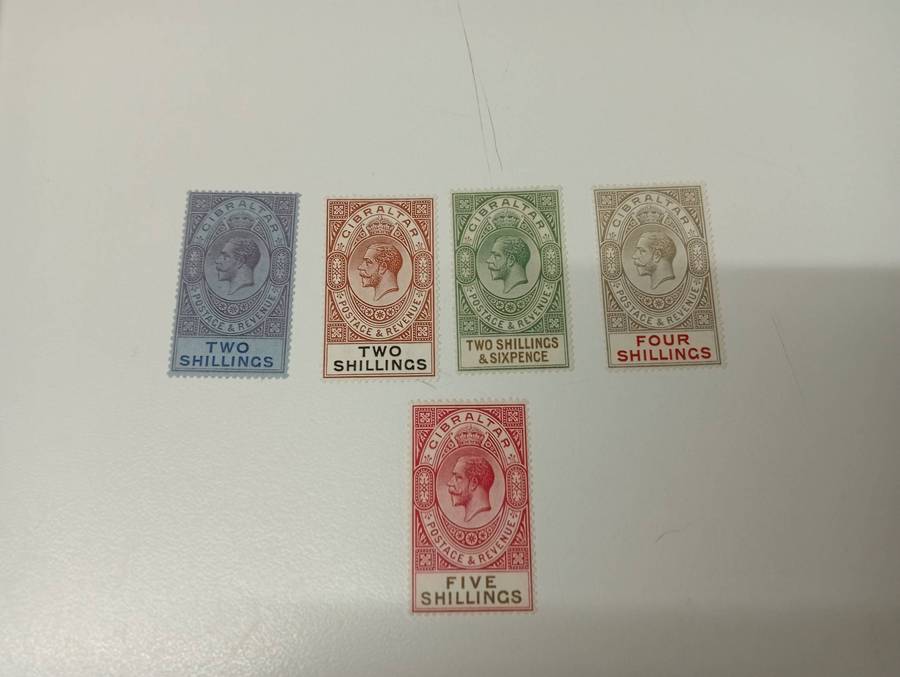 GIBRALTAR
POSTAGE & REVENUE
TWO
SHILLINGS
GIBRALTAR
POSTAGE & REVENUE
TWO
SHILLINGS
GIBRALTAR
POSTAGE & REVENUE
TWO SHILLINGS
& SIXPENCE
GIBRALTAR
POSTAGE & REVENUE
FOUR
SHILLINGS
GIBRALTAR
POSTAGE & REVENUE
FIVE
SHILLINGS